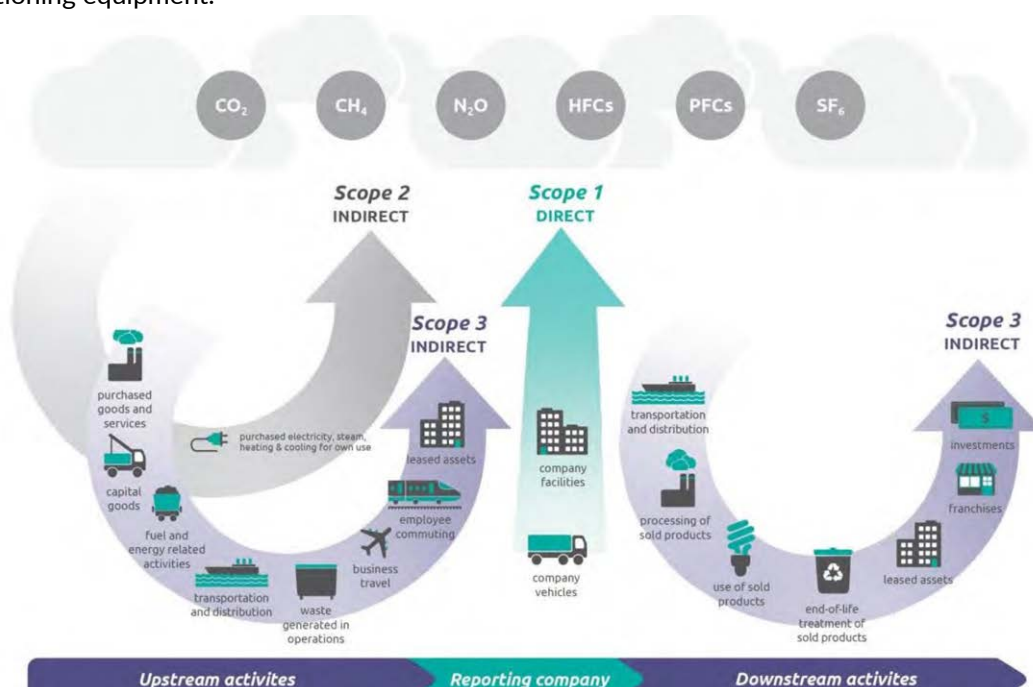 CO₂ CH₄ N₂O HFCs PFCs SF₆
Scope 2
INDIRECT
Scope 1
DIRECT
Scope 3
INDIRECT
Scope 3
INDIRECT
purchased
goods and
services
capital
goods
fuel and
energy related
activities
transportation
and distribution
waste
generated in
operations
business
travel
employee
commuting
leased assets
purchased electricity, steam,
heating & cooling for own use
company
facilities
company
vehicles
transportation
and distribution
processing of
sold products
use of sold
products
end-of-life
treatment of
sold products
leased assets
franchises
investments
$
Upstream activites
Reporting company
Downstream activites